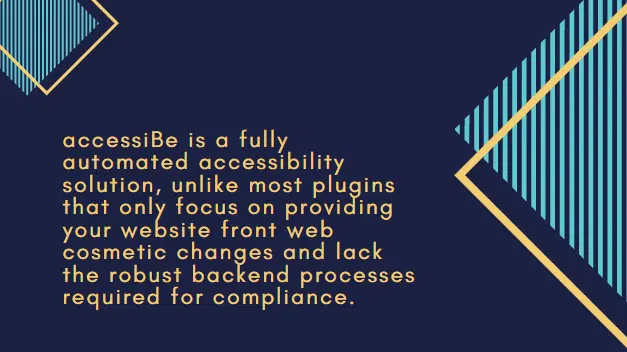 accessiBe is a fully
automated accessibility
solution, unlike most plugins
that only focus on providing
your website front web
cosmetic changes and lack
the robust backend processes
required for compliance.